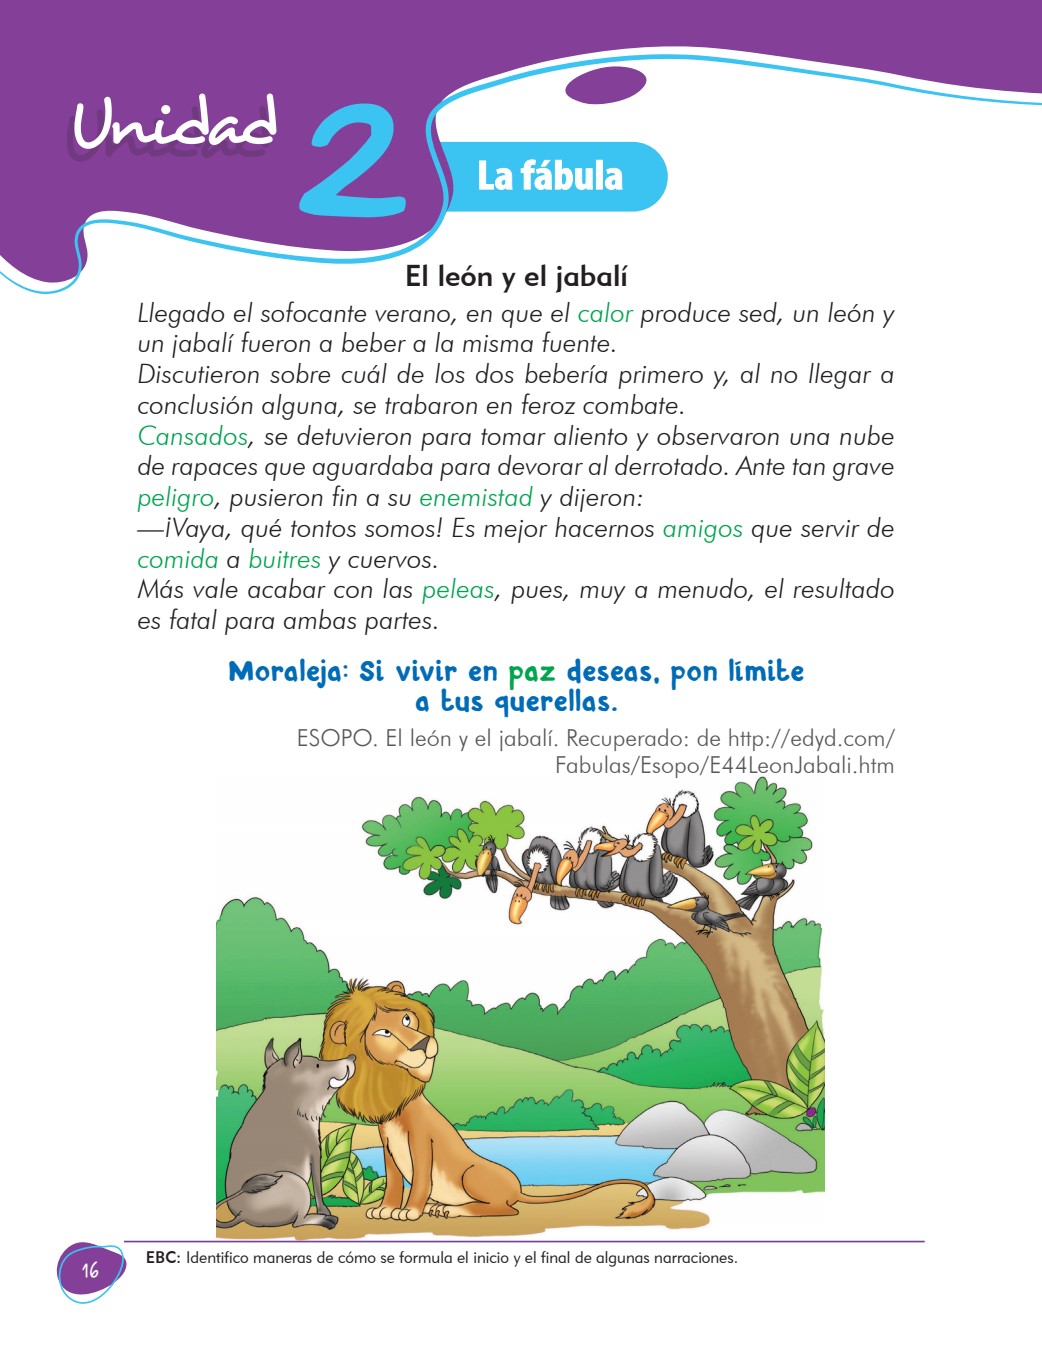 Unidad 2
La fábula
El león y el jabalí
Llegado el sofocante verano, en que el calor produce sed, un león y
un jabalí fueron a beber a la misma fuente.
Discutieron sobre cuál de los dos bebería primero y, al no llegar a
conclusión alguna, se trabaron en feroz combate.
Cansados, se detuvieron para tomar aliento y observaron una nube
de rapaces que aguardaba para devorar al derrotado. Ante tan grave
peligro, pusieron fin a su enemistad y dijeron:
—¡Vaya, qué tontos somos! Es mejor hacernos amigos que servir de
comida a buitres y cuervos.
Más vale acabar con las peleas, pues, muy a menudo, el resultado
es fatal para ambas partes.
Moraleja: Si vivir en paz deseas, pon límite
a tus querellas.
ESOPO. El león y el jabalí. Recuperado: de http://edyd.com/
Fabulas/Esopo/E44LeonJabali.htm
EBC: Identifico maneras de cómo se formula el inicio y el final de algunas narraciones.
16